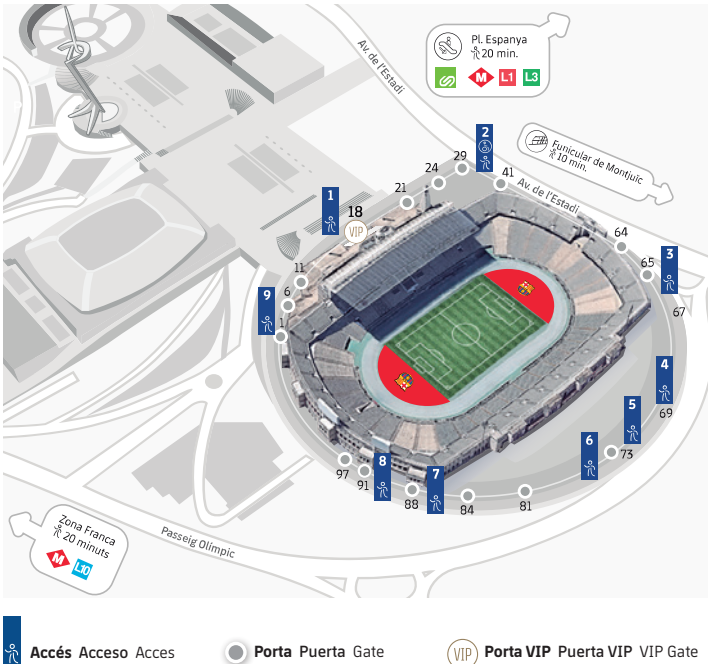 Av. de l'Estadi
Pl. Espanya
20 min.
M L1 L3
Funicular de Montjuïc
10 min.
Av. de l'Estadi
2
29
24
41
21
1
18
VIP
64
65
3
11
6
9
1
67
4
69
5
73
6
97
91
8
88
7
84
81
Zona Franca
20 minuts
M L10
Passeig Olímpic
Accés Acceso Acces
Porta Puerta Gate
VIP Porta VIP Puerta VIP VIP Gate